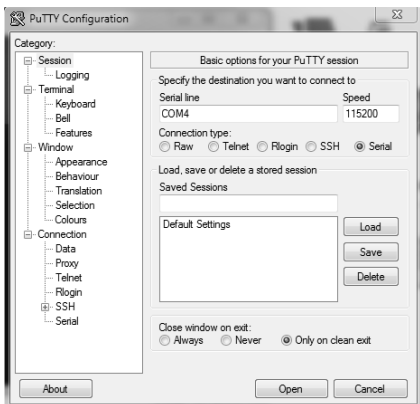 PuTTY Configuration
Category:
Session
Logging
Terminal
Keyboard
Bell
Features
Window
Appearance
Behaviour
Translation
Selection
Colours
Connection
Data
Proxy
Telnet
Rlogin
SSH
Serial
Basic options for your PuTTY session
Specify the destination you want to connect to
Serial line Speed
COM4 115200
Connection type:
Raw Telnet Rlogin SSH Serial
Load, save or delete a stored session
Saved Sessions
Default Settings
Load
Save
Delete
Close window on exit:
Always Never Only on clean exit
About Open Cancel